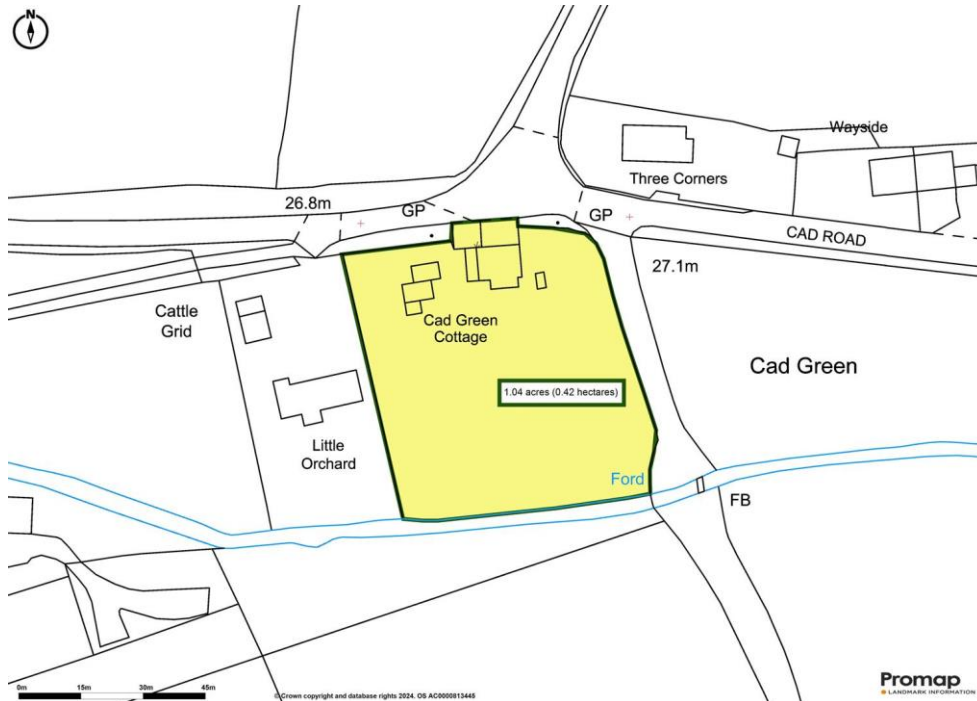 N
Wayside
Three Corners
26.8m
GP
GP
CAD ROAD
27.1m
Cattle
Grid
Cad Green
Cottage
Cad Green
1.04 acres (0.42 hectares)
Little
Orchard
Ford
FB
0m 15m 30m 45m
© Crown copyright and database rights 2024. OS AC0000813445
Promap
LANDMARK INFORMATION